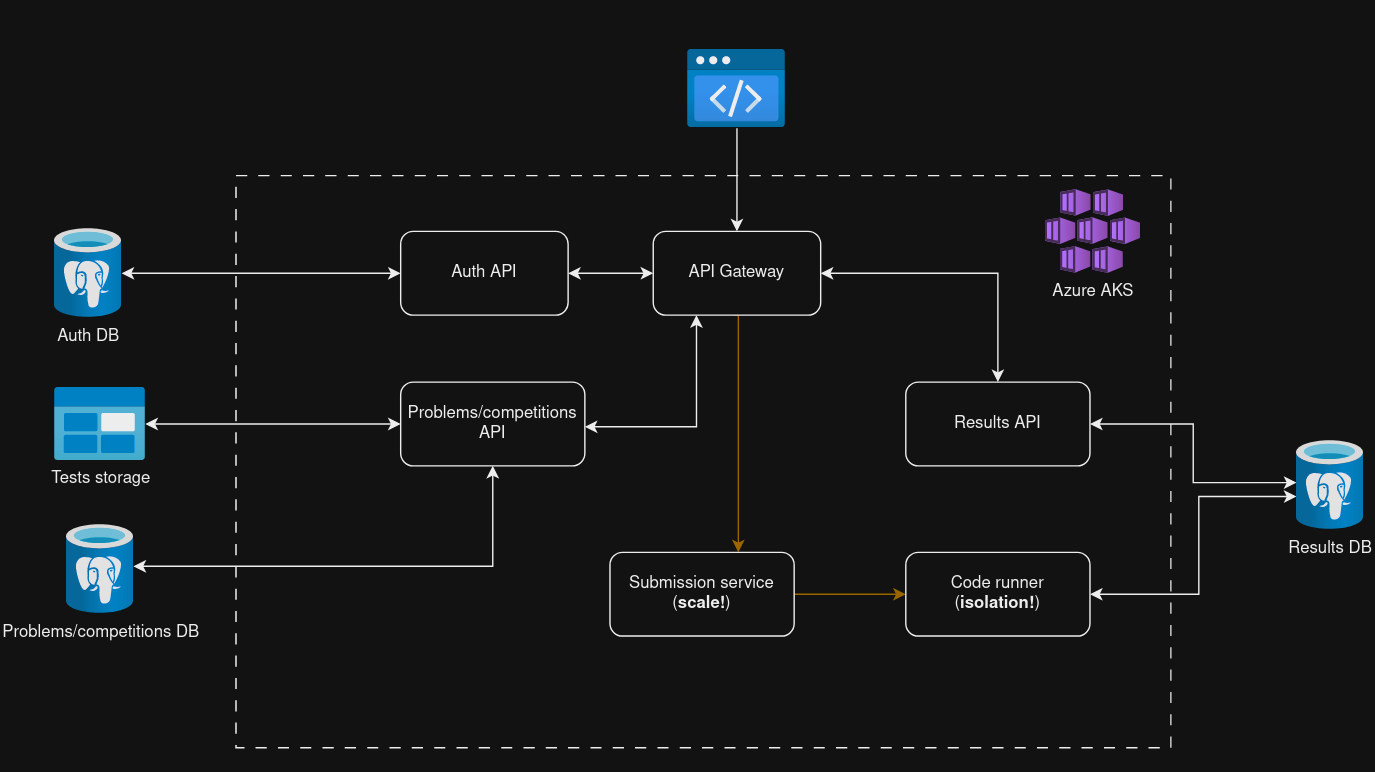 Azure AKS
Auth API
API Gateway
Auth DB
Problems/competitions
API
Results API
Tests storage
Results DB
Submission service
(scale!)
Code runner
(isolation!)
Problems/competitions DB